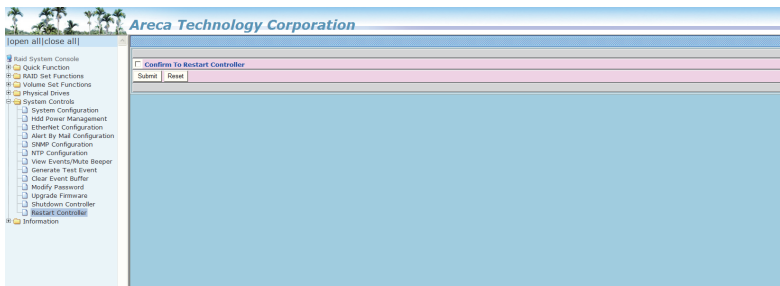 Areca Technology Corporation
|open all|close all|
Raid System Console
Quick Function
RAID Set Functions
Volume Set Functions
Physical Drives
System Controls
System Configuration
Hdd Power Management
EtherNet Configuration
Alert By Mail Configuration
SNMP Configuration
NTP Configuration
View Events/Mute Beeper
Generate Test Event
Clear Event Buffer
Modify Password
Upgrade Firmware
Shutdown Controller
Restart Controller
Information
Confirm To Restart Controller
Submit Reset